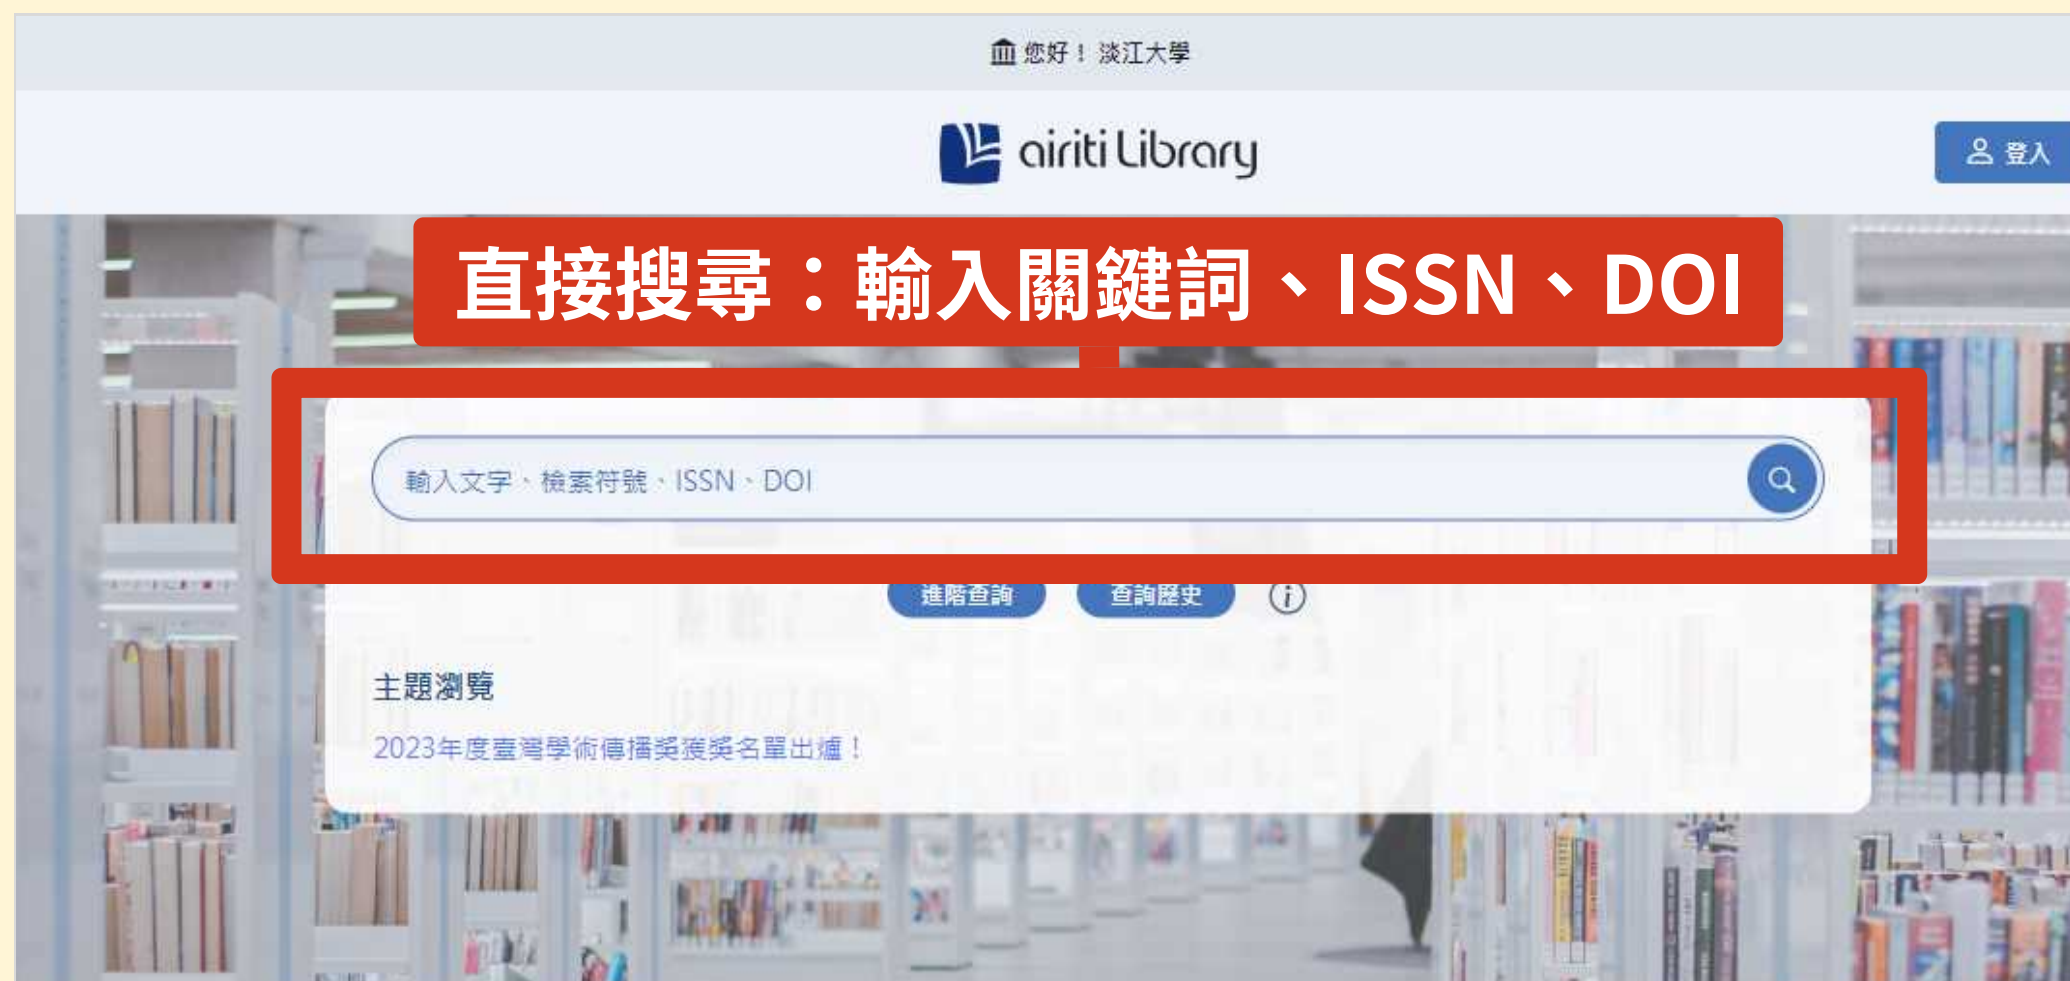 您好！ 淡江大學
airiti Library
登入
直接搜尋：輸入關鍵詞、ISSN、DOI
輸入文字、檢索符號、ISSN、DOI
進階查詢
查詢歷史
主題瀏覽
2023年度臺灣學術傳播獎獲獎名單出爐！